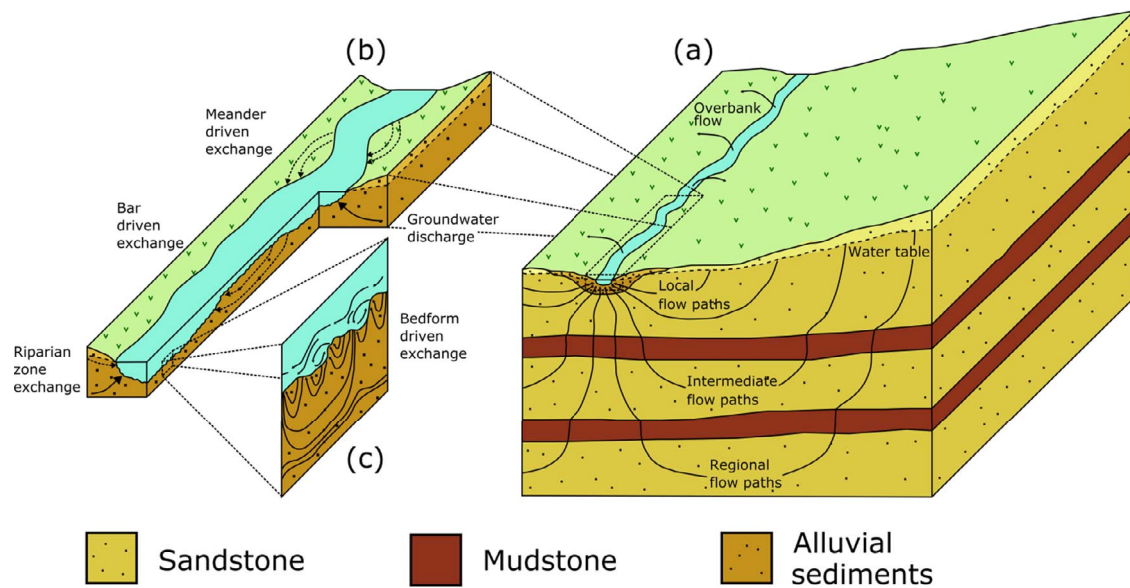 (b)
(a)
Meander
driven
exchange
Overbank
flow
Bar
driven
exchange
Groundwater
discharge
Water table
Local
flow paths
Bedform
driven
exchange
Riparian
zone
exchange
Intermediate
flow paths
(c)
Regional
flow paths
Sandstone
Mudstone
Alluvial
sediments